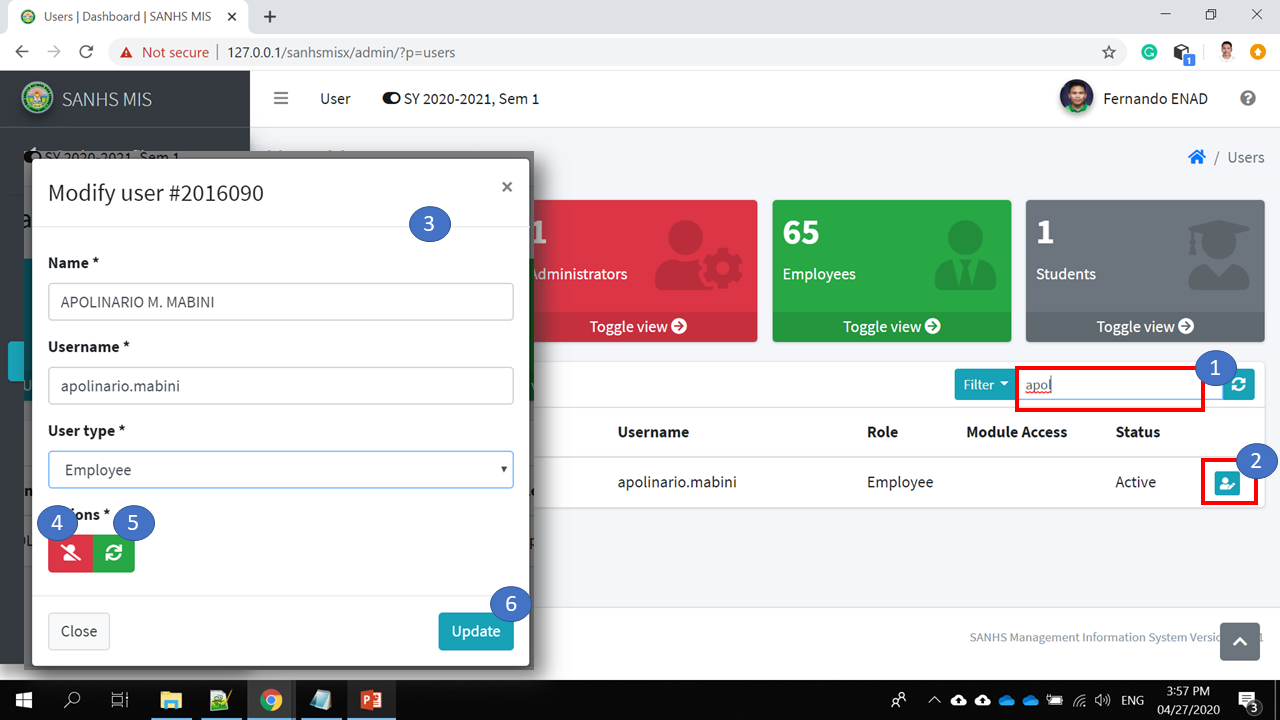 Users | Dashboard | SANHS MIS
Not secure | 127.0.0.1/sanhsmisx/admin/?p=users
1
SANHS MIS
User
SY 2020-2021, Sem 1
Fernando ENAD
SY 2020-2021, Sem 1
/ Users
Modify user #2016090
×
3
Name *
APOLINARIO M. MABINI
Username *
apolinario.mabini
User type *
Employee
4
ions *
5
Close
Update
6
1
dministrators
Toggle view
65
Employees
Toggle view
1
Students
Toggle view
Filter
apol
1
Username
Role
Module Access
Status
apolinario.mabini
Employee
Active
2
SANHS Management Information System Versi
1
ENG
3:57 PM
04/27/2020
3